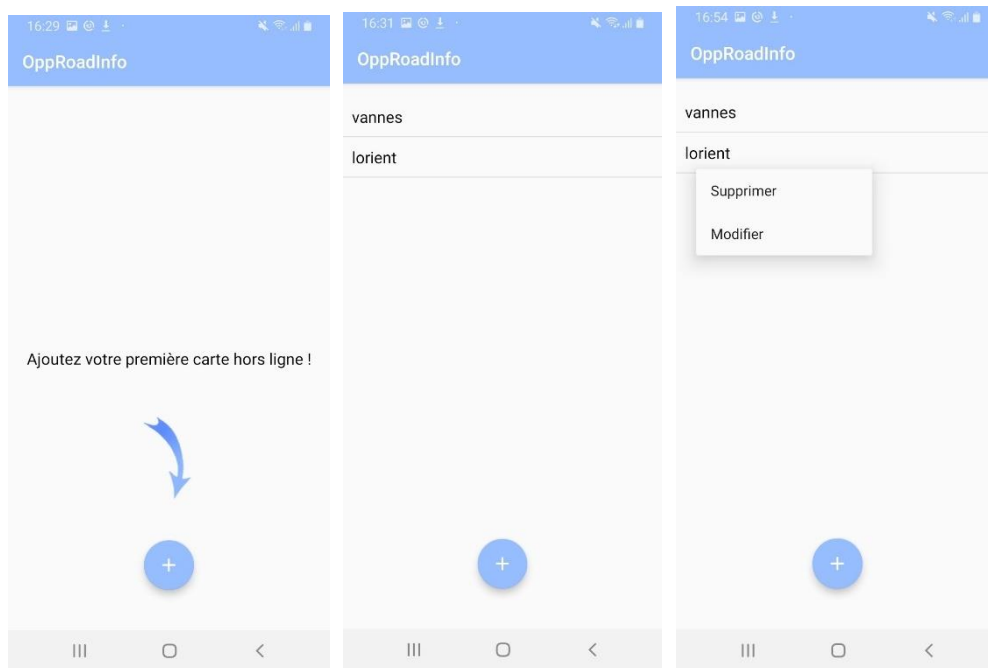 16:29
OppRoadInfo
Ajoutez votre première carte hors ligne !
+
16:31
OppRoadInfo
vannes
lorient
+
16:54
OppRoadInfo
vannes
lorient
Supprimer
Modifier
+